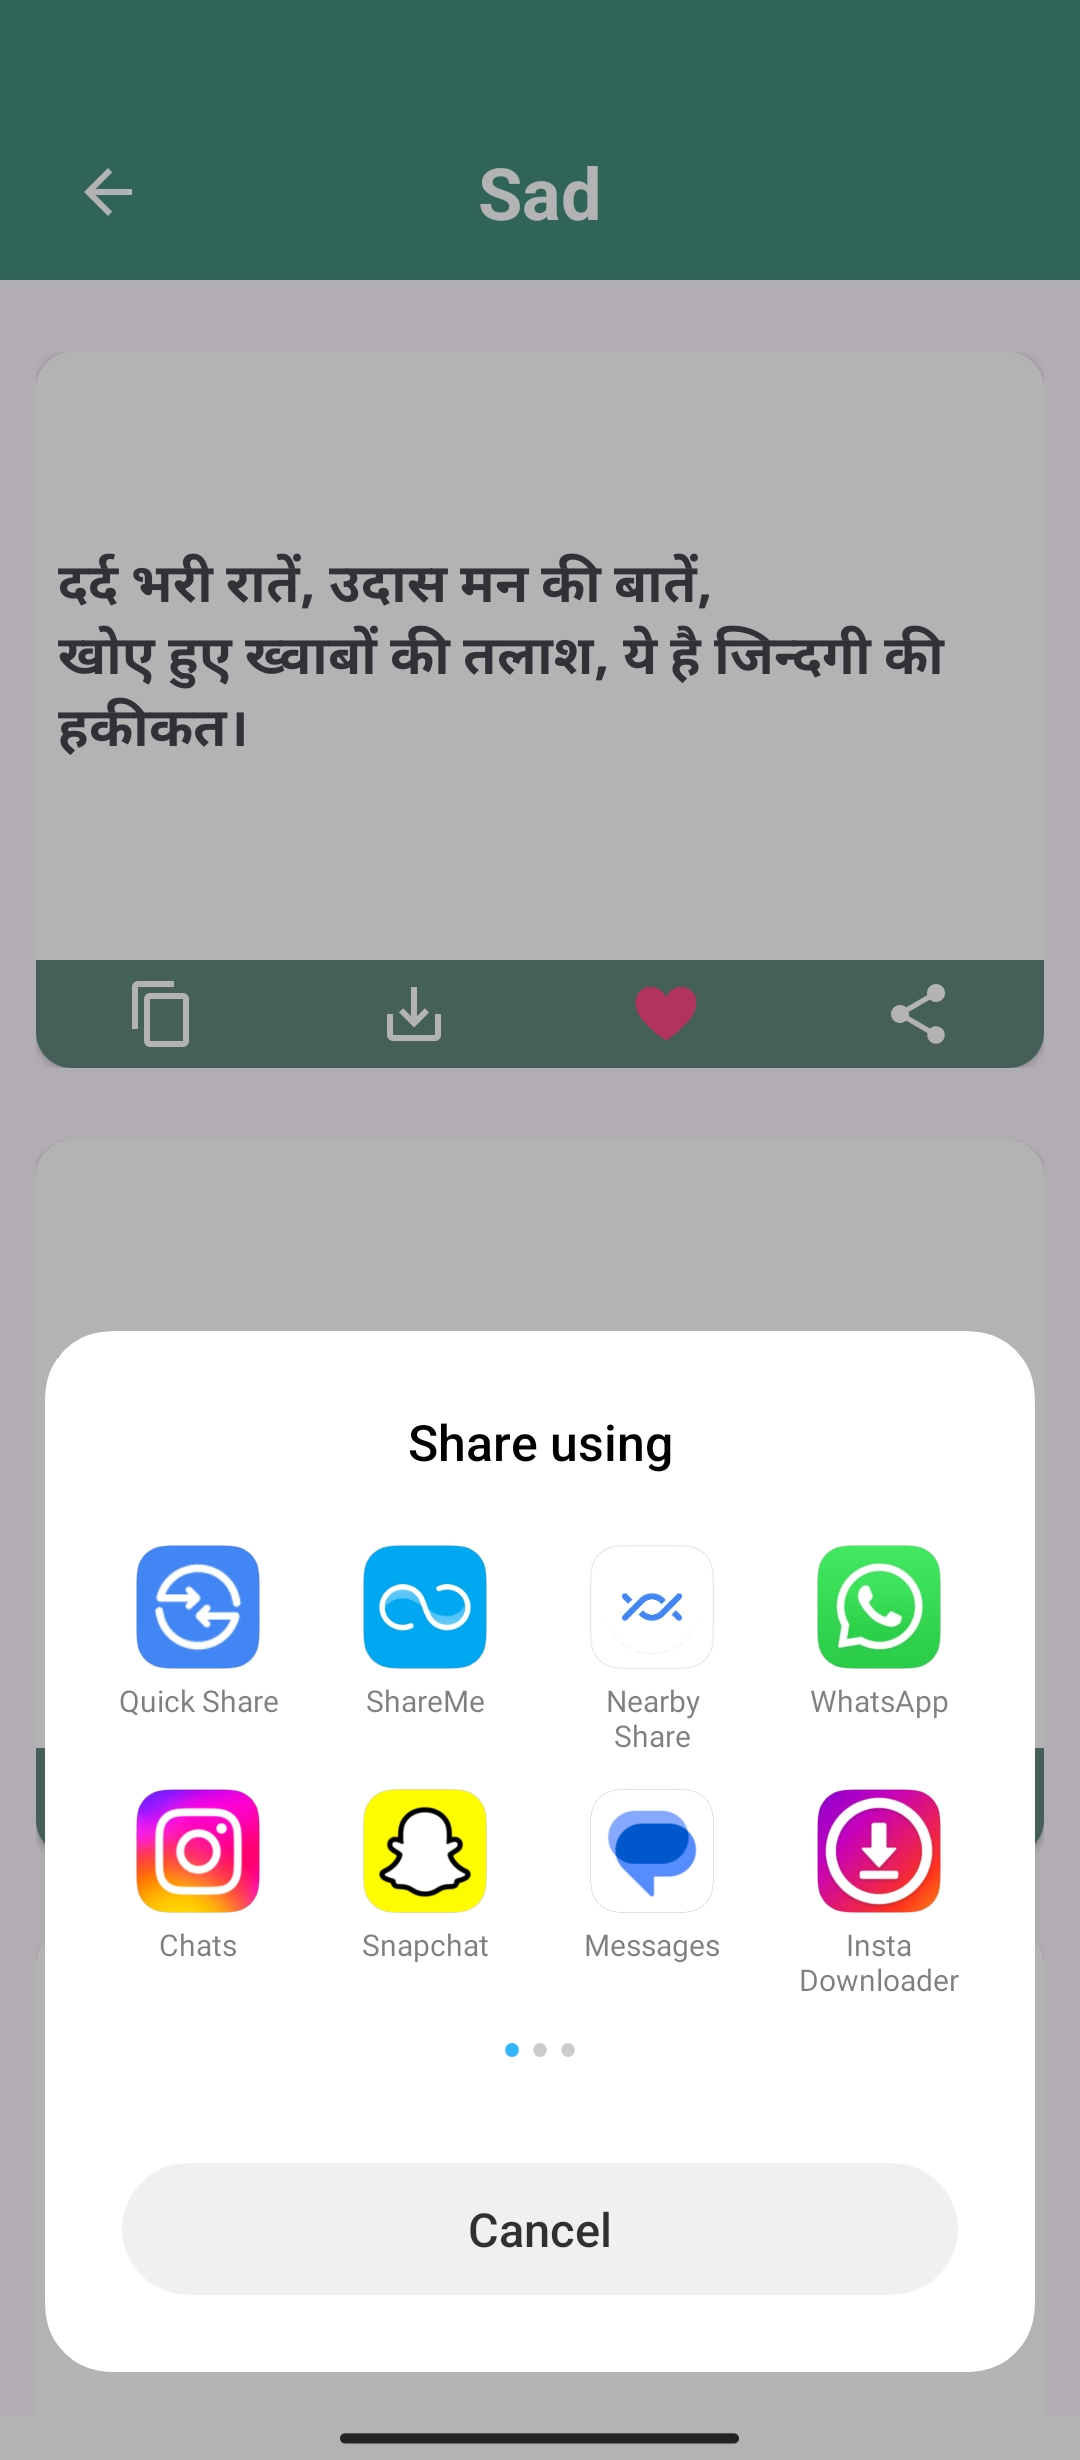 Sad
दर्द भरी रातें, उदास मन की बातें,
खोए हुए ख्वाबों की तलाश, ये है जिन्दगी की
हकीकत।
Share using
Quick Share
ShareMe
Nearby
Share
WhatsApp
Chats
Snapchat
Messages
Insta
Downloader
Cancel